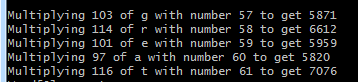 Multiplying 103 of g with number 57 to get 5871
Multiplying 114 of r with number 58 to get 6612
Multiplying 101 of e with number 59 to get 5959
Multiplying 97 of a with number 60 to get 5820
Multiplying 116 of t with number 61 to get 7076